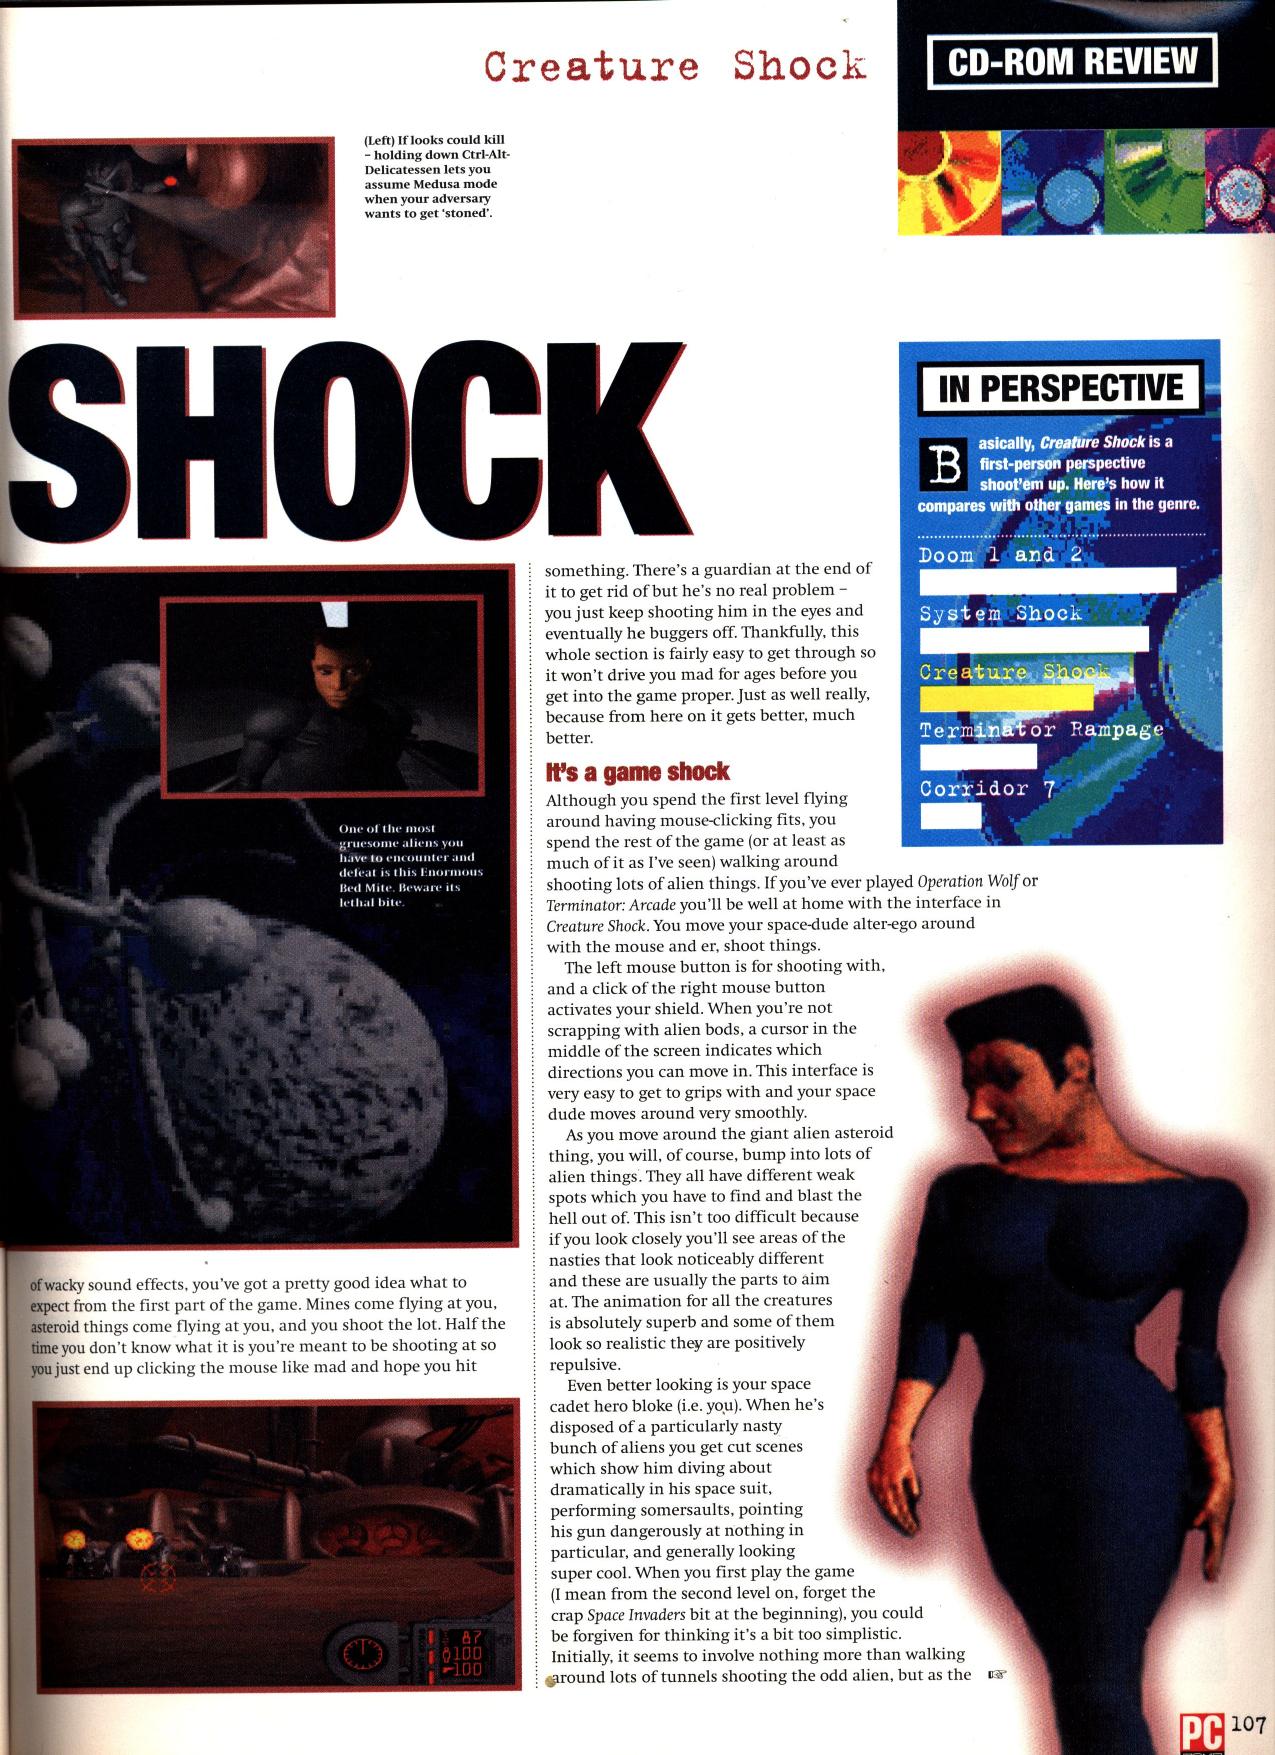 Creature Shock
CD-ROM REVIEW
(Left) If looks could kill
– holding down Ctrl-Alt-
Delicatessen lets you
assume Medusa mode
when your adversary
wants to get 'stoned'.
SHOCK
One of the most
gruesome aliens you
have to encounter and
defeat is this Enormous
Bed Mite. Beware its
lethal bite.
of wacky sound effects, you've got a pretty good idea what to
expect from the first part of the game. Mines come flying at you,
asteroid things come flying at you, and you shoot the lot. Half the
time you don't know what it is you're meant to be shooting at so
you just end up clicking the mouse like mad and hope you hit
87
100
100
something. There's a guardian at the end of
it to get rid of but he's no real problem –
you just keep shooting him in the eyes and
eventually he buggers off. Thankfully, this
whole section is fairly easy to get through so
it won't drive you mad for ages before you
get into the game proper. Just as well really,
because from here on it gets better, much
better.
It's a game shock
Although you spend the first level flying
around having mouse-clicking fits, you
spend the rest of the game (or at least as
much of it as I've seen) walking around
shooting lots of alien things. If you've ever played Operation Wolf or
Terminator: Arcade you'll be well at home with the interface in
Creature Shock. You move your space-dude alter-ego around
with the mouse and er, shoot things.
The left mouse button is for shooting with,
and a click of the right mouse button
activates your shield. When you're not
scrapping with alien bods, a cursor in the
middle of the screen indicates which
directions you can move in. This interface is
very easy to get to grips with and your space
dude moves around very smoothly.
As you move around the giant alien asteroid
thing, you will, of course, bump into lots of
alien things. They all have different weak
spots which you have to find and blast the
hell out of. This isn't too difficult because
if you look closely you'll see areas of the
nasties that look noticeably different
and these are usually the parts to aim
at. The animation for all the creatures
is absolutely superb and some of them
look so realistic they are positively
repulsive.
Even better looking is your space
cadet hero bloke (i.e. you). When he's
disposed of a particularly nasty
bunch of aliens you get cut scenes
which show him diving about
dramatically in his space suit,
performing somersaults, pointing
his gun dangerously at nothing in
particular, and generally looking
super cool. When you first play the game
(I mean from the second level on, forget the
crap Space Invaders bit at the beginning), you could
be forgiven for thinking it's a bit too simplistic.
Initially, it seems to involve nothing more than walking
around lots of tunnels shooting the odd alien, but as the ☞
IN PERSPECTIVE
Basically, Creature Shock is a
first-person perspective
shoot'em up. Here's how it
compares with other games in the genre.
Doom 1 and 2
System Shock
Creature Shock
Terminator Rampage
Corridor 7
PC 107